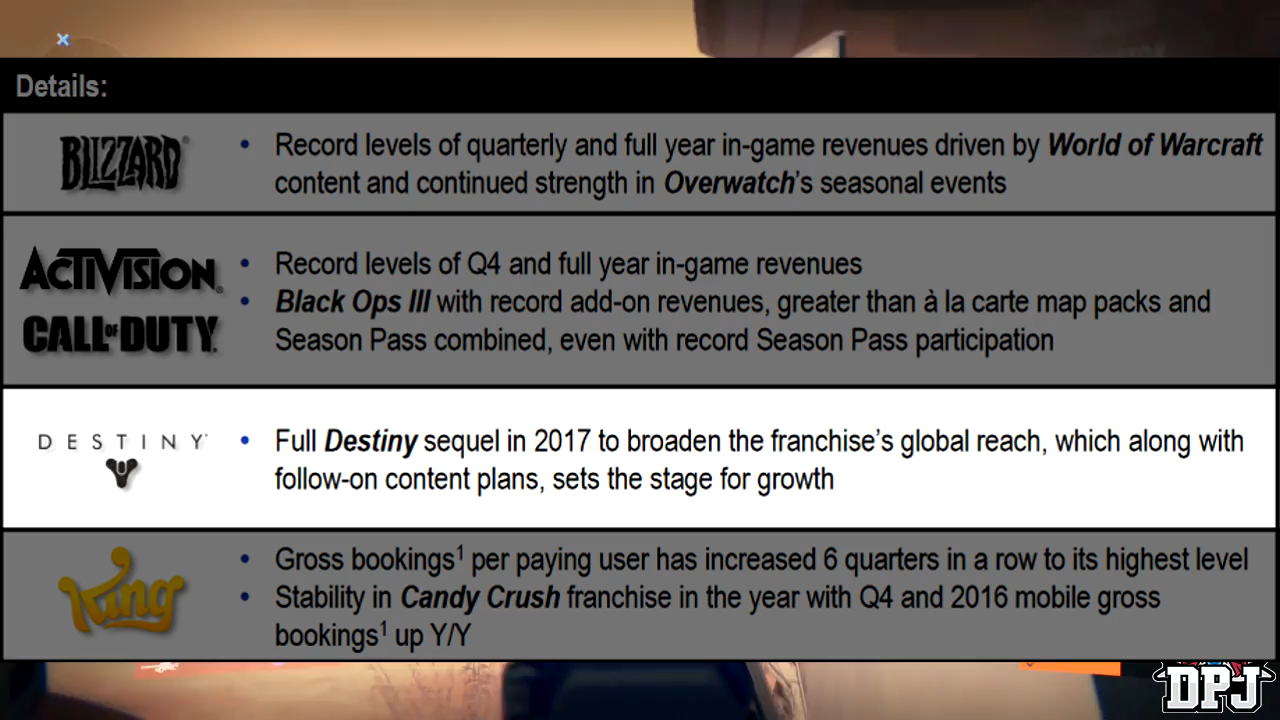 Details:
BLIZZARD®
• Record levels of quarterly and full year in-game revenues driven by World of Warcraft
content and continued strength in Overwatch's seasonal events
ACTIVISION®
CALL OF DUTY
• Record levels of Q4 and full year in-game revenues
• Black Ops III with record add-on revenues, greater than à la carte map packs and
Season Pass combined, even with record Season Pass participation
DESTINY
• Full Destiny sequel in 2017 to broaden the franchise's global reach, which along with
follow-on content plans, sets the stage for growth
King
• Gross bookings¹ per paying user has increased 6 quarters in a row to its highest level
• Stability in Candy Crush franchise in the year with Q4 and 2016 mobile gross
bookings¹ up Y/Y
DPJ